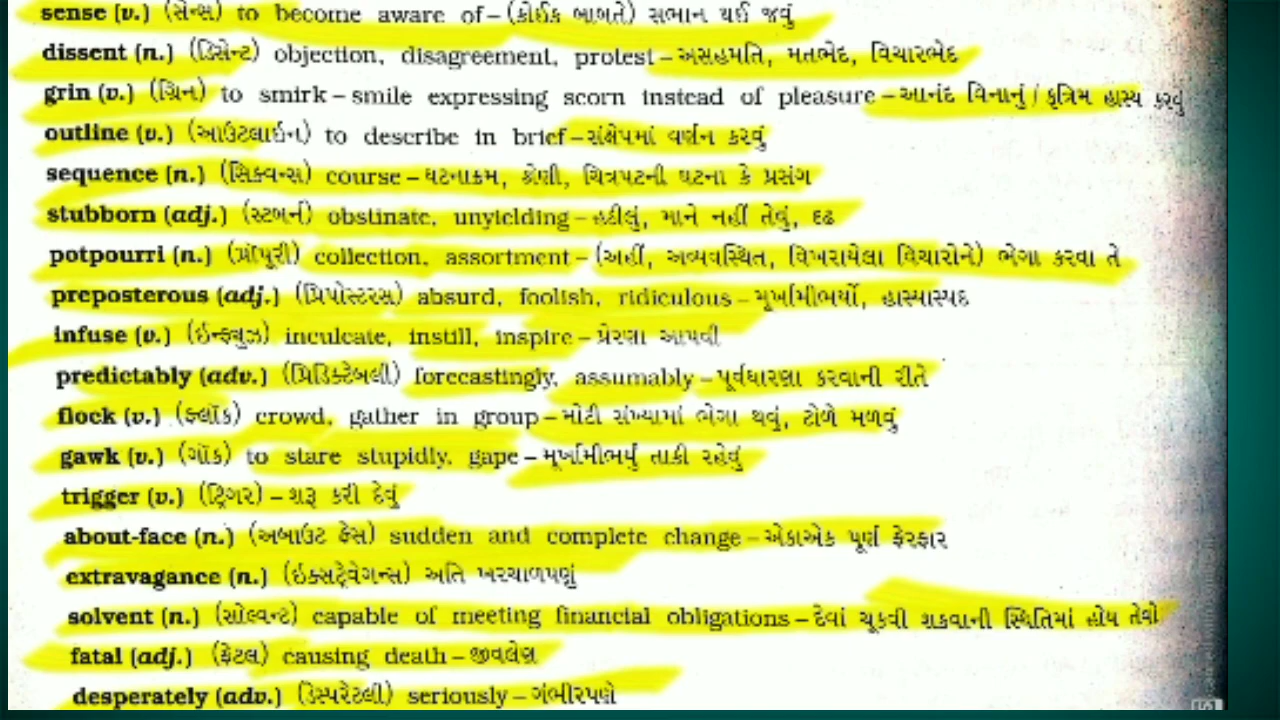 sense (v.) (સેન્સ) to become aware of – (કોઈક બાબતે) સભાન થઈ જવું
dissent (n.) (ડિસેન્ટ) objection, disagreement, protest – અસહમતિ, મતભેદ, વિચારભેદ
grin (v.) (ગ્રિન) to smirk – smile expressing scorn instead of pleasure – આનંદ વિનાનું / કૃત્રિમ હાસ્ય કરવું
outline (v.) (આઉટલાઇન) to describe in brief – સંક્ષેપમાં વર્ણન કરવું
sequence (n.) (સિક્વન્સ) course – ઘટનાક્રમ, શ્રેણી, ચિત્રપટની ઘટના કે પ્રસંગ
stubborn (adj.) (સ્ટબર્ન) obstinate, unyielding – હઠીલું, માને નહીં તેવું, દૃઢ
potpourri (n.) (પ્રૉપૂરી) collection, assortment – (અહીં, અવ્યવસ્થિત, વિખરાયેલા વિચારોને) ભેગા કરવા તે
preposterous (adj.) (પ્રિપોસ્ટરસ) absurd, foolish, ridiculous – મૂર્ખામીભર્યો, હાસ્યાસ્પદ
infuse (v.) (ઇન્ફ્યુઝ) inculcate, instill, inspire – પ્રેરણા આપવી
predictably (adv.) (પ્રિડિક્ટેબલી) forecastingly, assumably – પૂર્વધારણા કરવાની રીતે
flock (v.) (ફ્લૉક) crowd, gather in group – મોટી સંખ્યામાં ભેગા થવું, ટોળે મળવું
gawk (v.) (ગૉક) to stare stupidly, gape – મૂર્ખામીભર્યું તાકી રહેવું
trigger (v.) (ટ્રિગર) – શરૂ કરી દેવું
about-face (n.) (અબાઉટ ફેસ) sudden and complete change – એકાએક પૂર્ણ ફેરફાર
extravagance (n.) (ઇક્સટ્રેવેગન્સ) અતિ ખરચાળપણું
solvent (n.) (સોલ્વન્ટ) capable of meeting financial obligations – દેવાં ચૂકવી શકવાની સ્થિતિમાં હોય તેવો
fatal (adj.) (ફેટલ) causing death – જીવલેણ
desperately (adv.) (ડિસ્પરેટલી) seriously – ગંભીરપણે